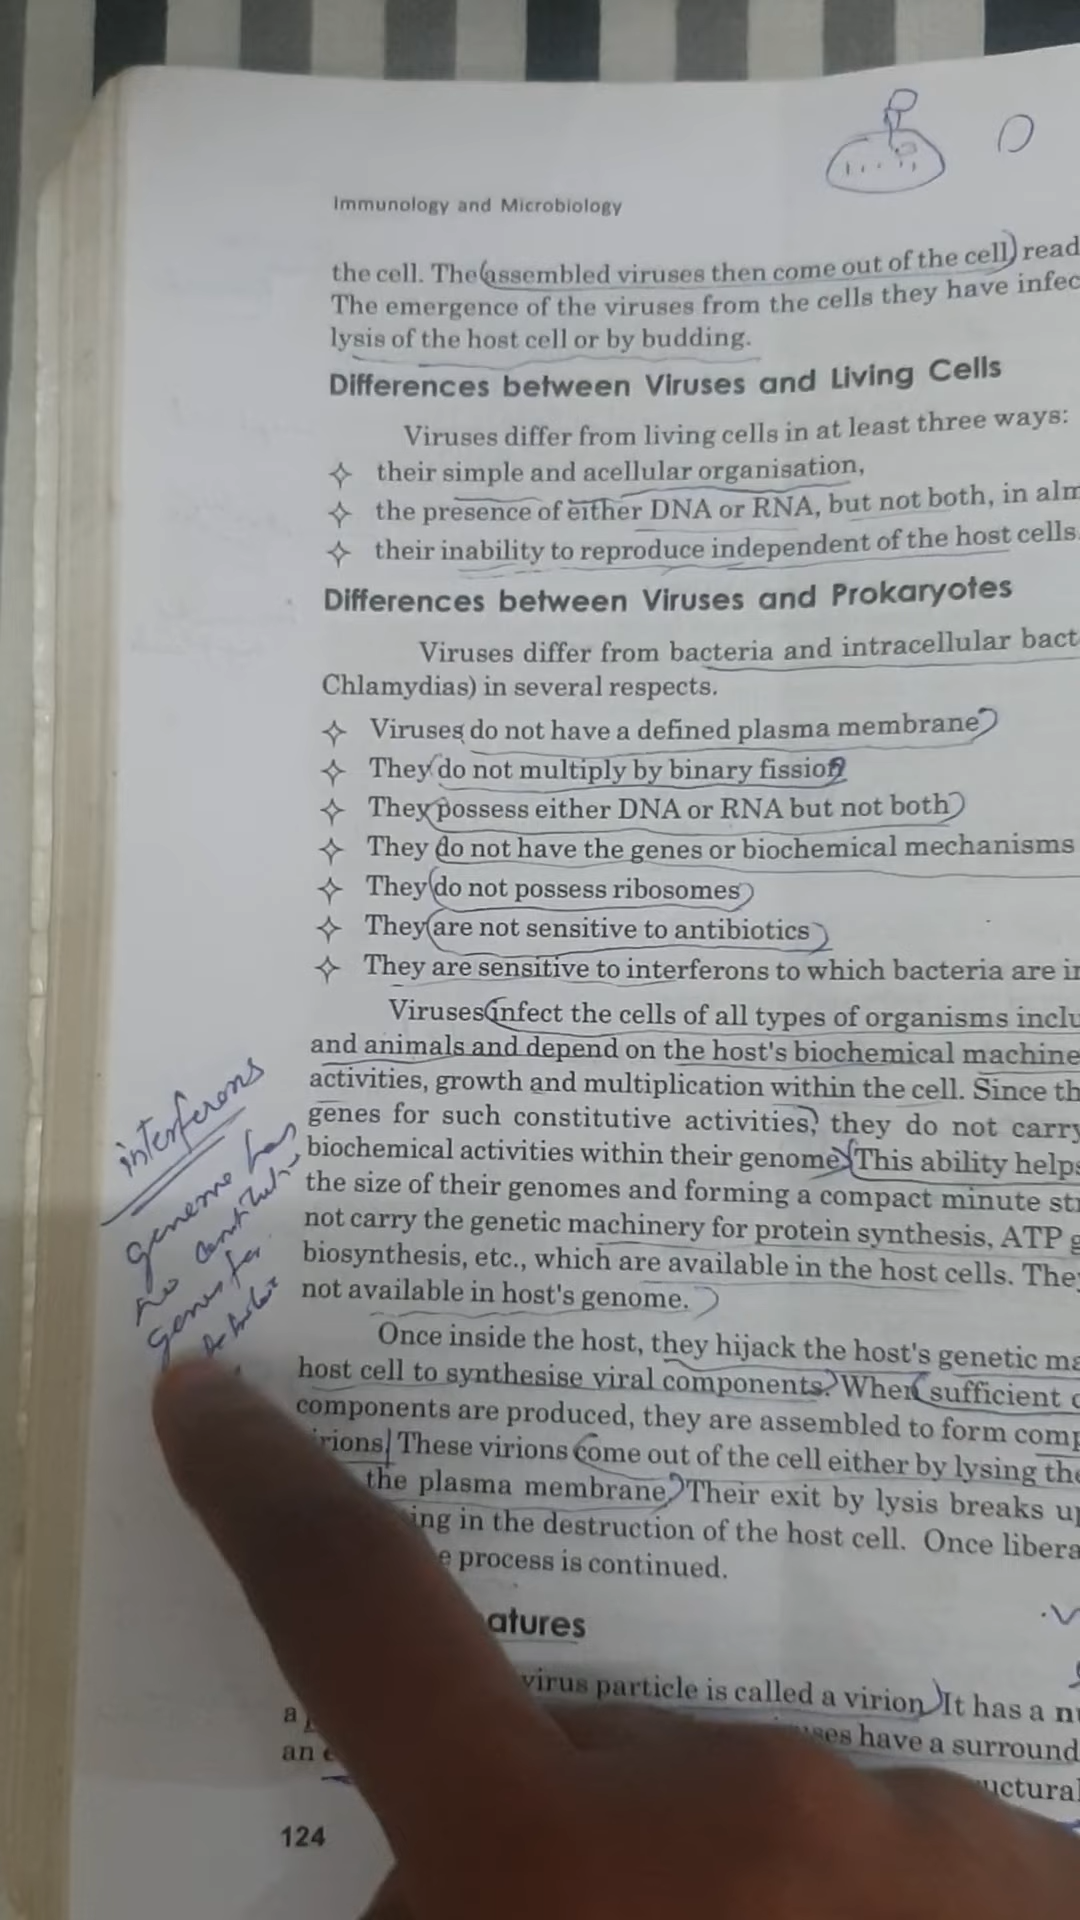 Immunology and Microbiology
the cell. The assembled viruses then come out of the cell, read
The emergence of the viruses from the cells they have infec
lysis of the host cell or by budding.
Differences between Viruses and Living Cells
Viruses differ from living cells in at least three ways:
their simple and acellular organisation,
the presence of either DNA or RNA, but not both, in alm
their inability to reproduce independent of the host cells.
Differences between Viruses and Prokaryotes
Viruses differ from bacteria and intracellular bact
Chlamydias) in several respects.
Viruses do not have a defined plasma membrane
They do not multiply by binary fission
They possess either DNA or RNA but not both
They do not have the genes or biochemical mechanisms
They do not possess ribosomes
They are not sensitive to antibiotics
They are sensitive to interferons to which bacteria are in
Viruses infect the cells of all types of organisms inclu
and animals and depend on the host's biochemical machine
activities, growth and multiplication within the cell. Since th
genes for such constitutive activities, they do not carry
biochemical activities within their genome. This ability helps
the size of their genomes and forming a compact minute str
not carry the genetic machinery for protein synthesis, ATP g
biosynthesis, etc., which are available in the host cells. They
not available in host's genome.
Once inside the host, they hijack the host's genetic ma
host cell to synthesise viral components. When sufficient c
components are produced, they are assembled to form comp
irions. These virions come out of the cell either by lysing the
the plasma membrane. Their exit by lysis breaks up
ing in the destruction of the host cell. Once libera
e process is continued.
atures
virus particle is called a virion. It has a nu
a
ses have a surround
an e
uctural
124
interferons
geneme has
no
genes for